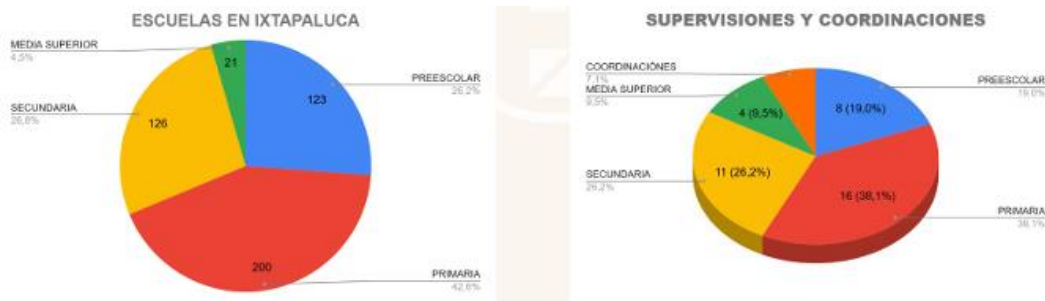 ESCUELAS EN IXTAPALUCA
MEDIA SUPERIOR
4,5%
21
PREESCOLAR
26,2%
123
SECUNDARIA
26,8%
126
200
PRIMARIA
42,6%
SUPERVISIONES Y COORDINACIONES
COORDINACIÓNES
7,1%
MEDIA SUPERIOR
9,5%
4 (9,5%)
PREESCOLAR
19,0%
8 (19,0%)
SECUNDARIA
26,2%
11 (26,2%)
16 (38,1%)
PRIMARIA
38,1%